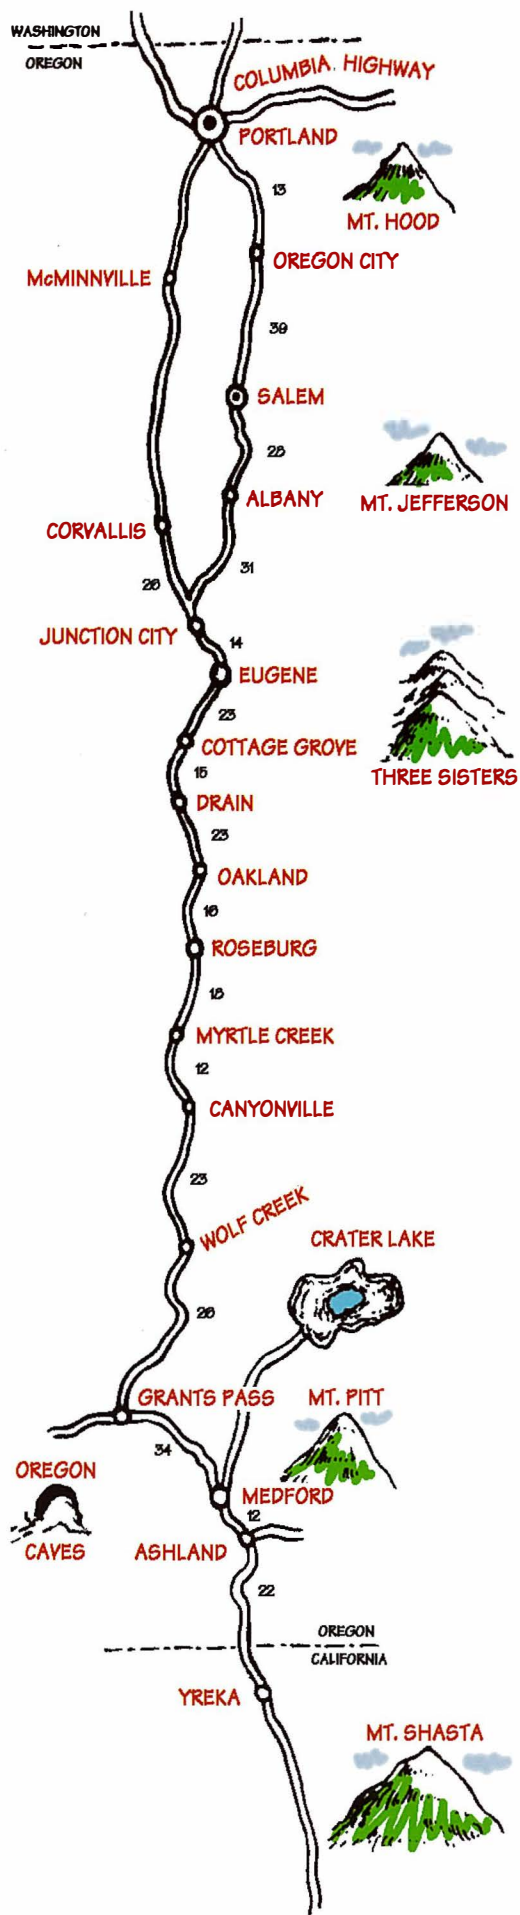 WASHINGTON
OREGON
COLUMBIA. HIGHWAY
PORTLAND
13
MT. HOOD
McMINNVILLE
OREGON CITY
39
SALEM
28
ALBANY
MT. JEFFERSON
CORVALLIS
31
26
JUNCTION CITY
14
EUGENE
23
COTTAGE GROVE
THREE SISTERS
15
DRAIN
23
OAKLAND
16
ROSEBURG
18
MYRTLE CREEK
12
CANYONVILLE
23
WOLF CREEK
CRATER LAKE
26
GRANTS PASS
MT. PITT
34
OREGON
CAVES
MEDFORD
12
ASHLAND
22
OREGON
CALIFORNIA
YREKA
MT. SHASTA